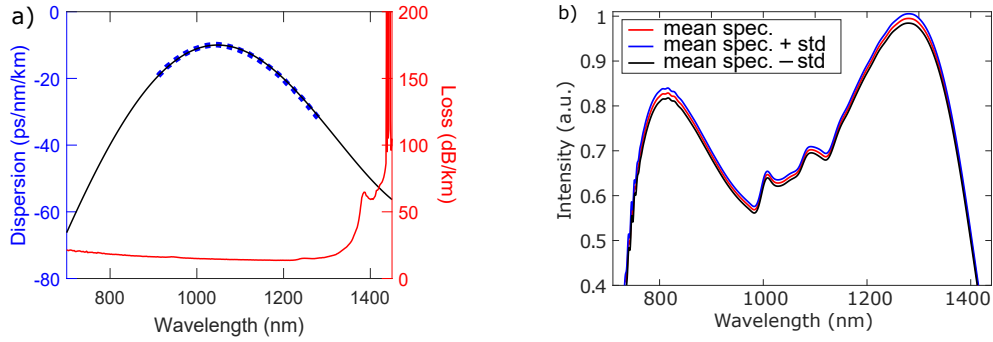 a)
0
-20
-40
-60
-80
Dispersion (ps/nm/km)
200
150
100
50
0
Loss (dB/km)
800
1000
1200
1400
Wavelength (nm)
b)
mean spec.
mean spec. + std
mean spec. — std
1
0.9
0.8
0.7
0.6
0.5
0.4
Intensity (a.u.)
800
1000
1200
1400
Wavelength (nm)